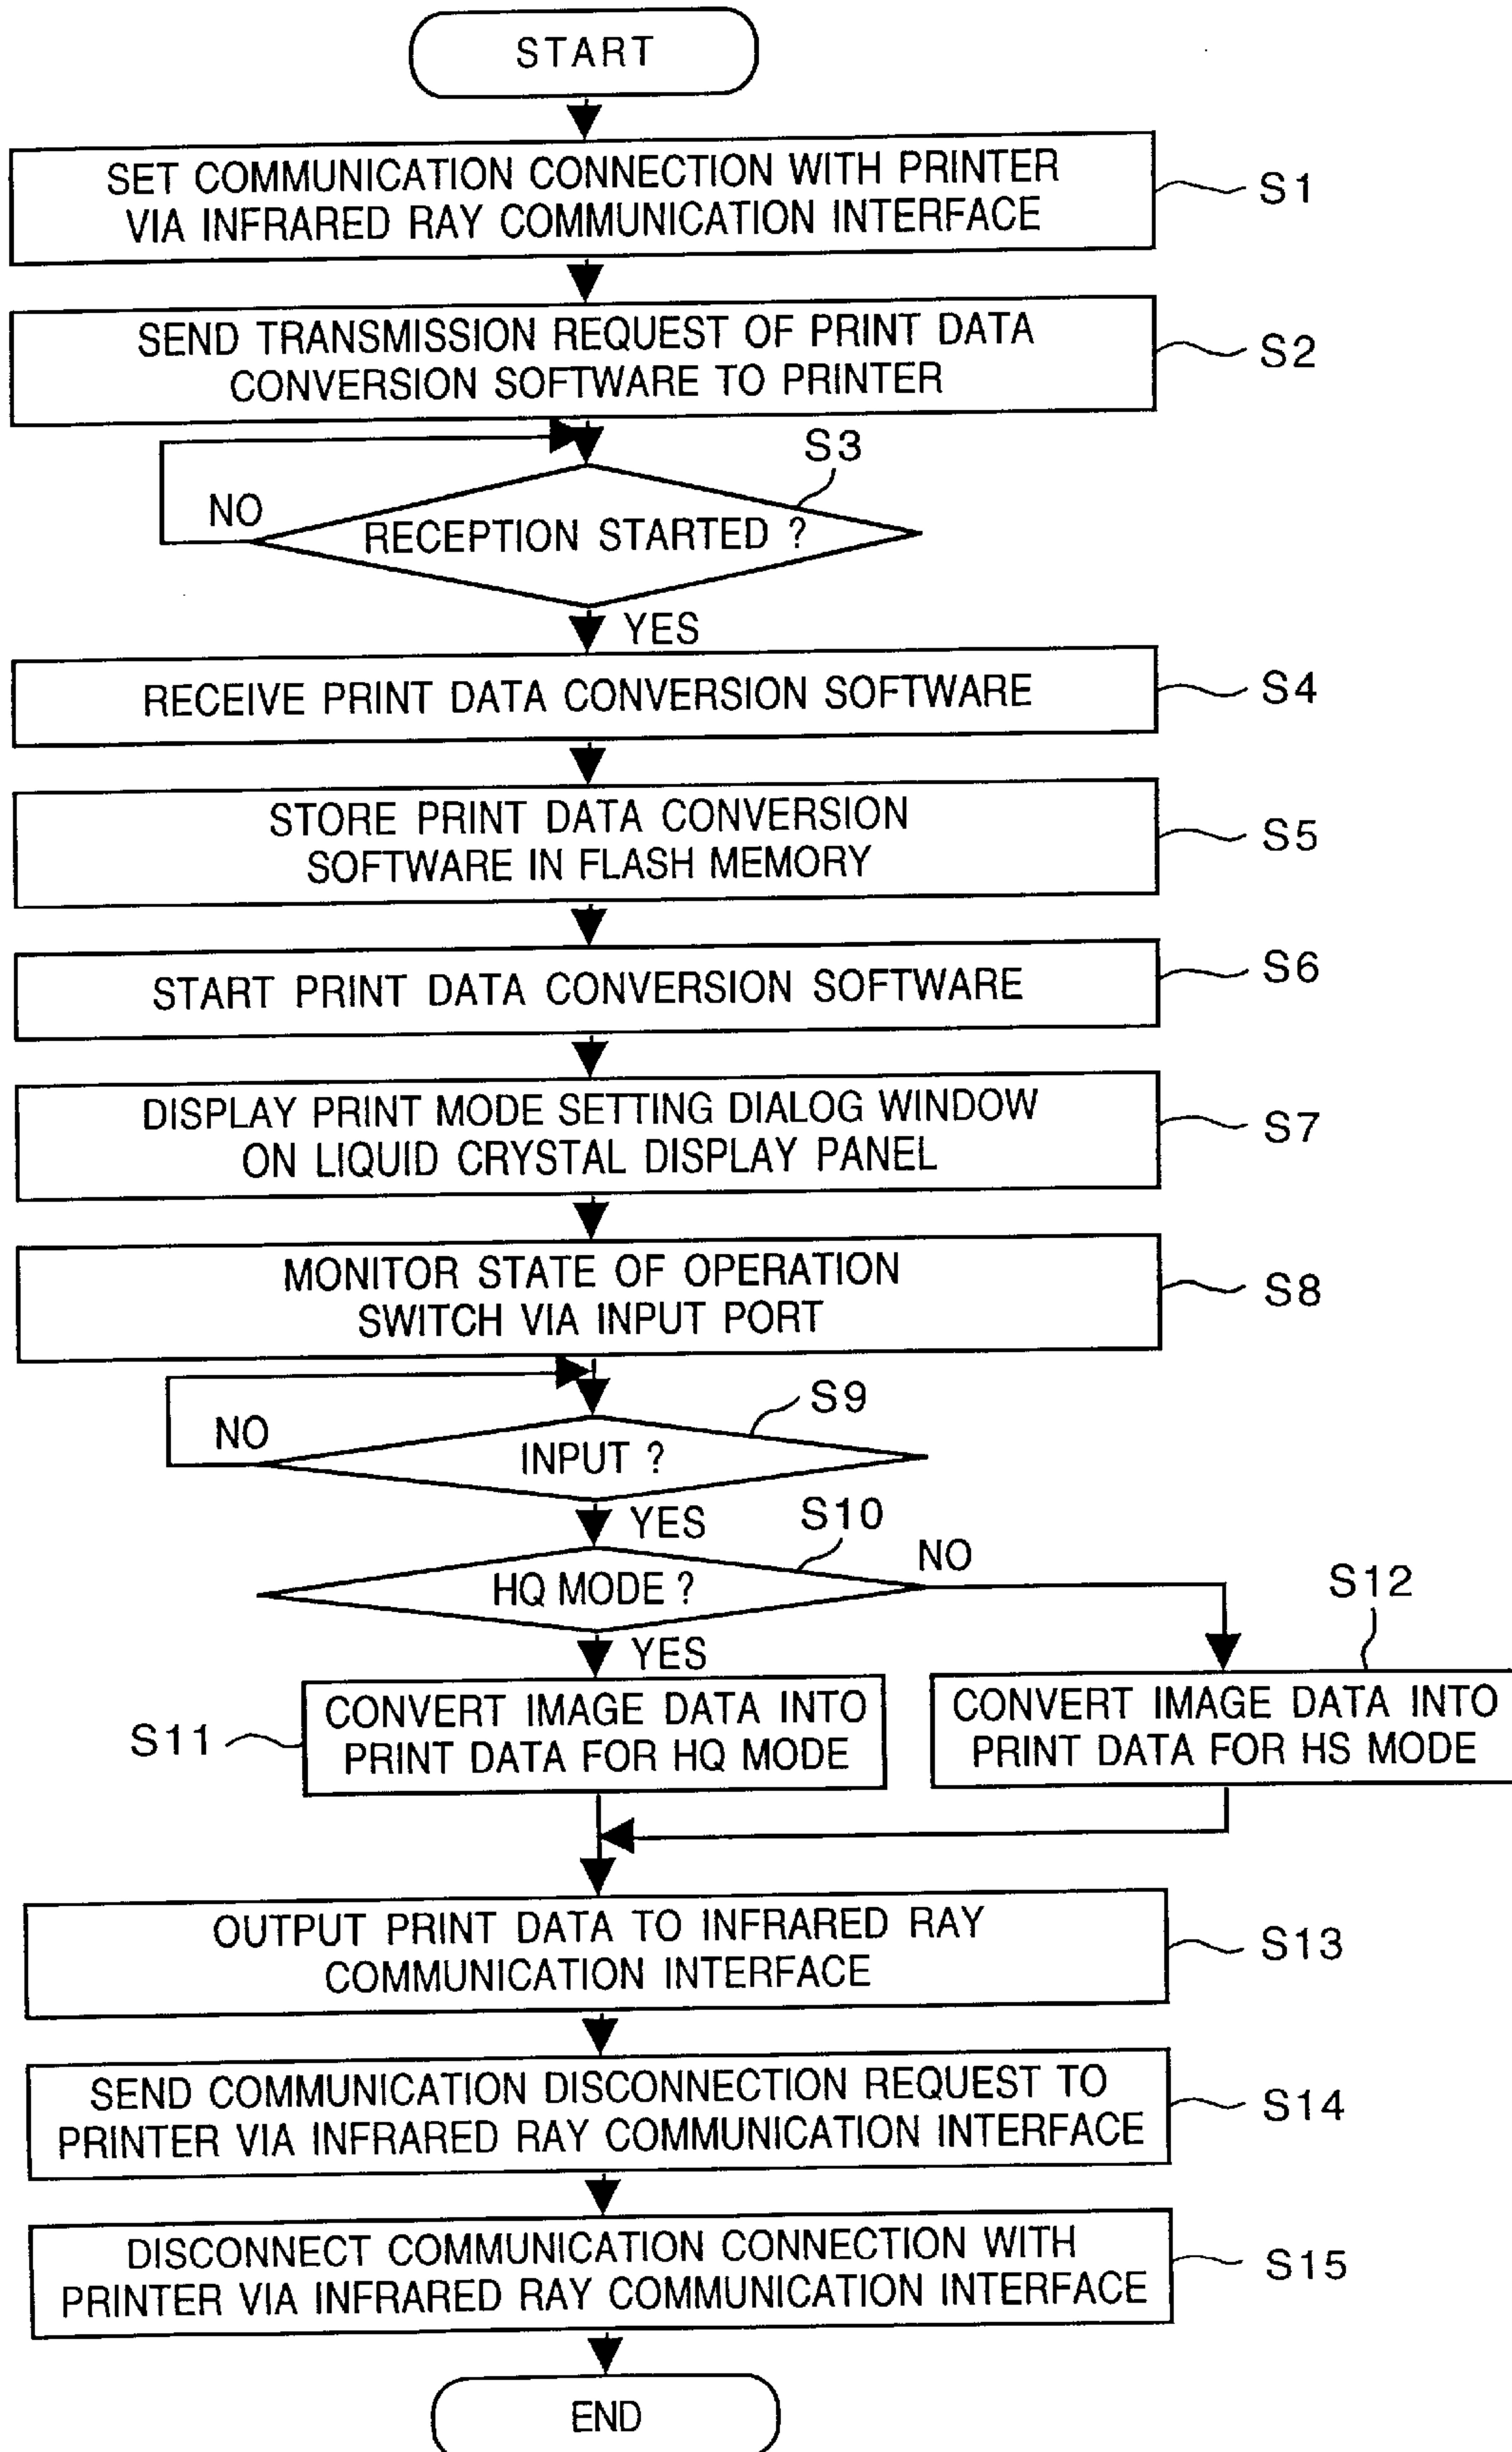 START
SET COMMUNICATION CONNECTION WITH PRINTER
VIA INFRARED RAY COMMUNICATION INTERFACE
S1
SEND TRANSMISSION REQUEST OF PRINT DATA
CONVERSION SOFTWARE TO PRINTER
S2
S3
NO
RECEPTION STARTED ?
YES
RECEIVE PRINT DATA CONVERSION SOFTWARE
S4
STORE PRINT DATA CONVERSION
SOFTWARE IN FLASH MEMORY
S5
START PRINT DATA CONVERSION SOFTWARE
S6
DISPLAY PRINT MODE SETTING DIALOG WINDOW
ON LIQUID CRYSTAL DISPLAY PANEL
S7
MONITOR STATE OF OPERATION
SWITCH VIA INPUT PORT
S8
S9
NO
INPUT ?
YES
S10
NO
HQ MODE ?
YES
S12
S11
CONVERT IMAGE DATA INTO
PRINT DATA FOR HQ MODE
CONVERT IMAGE DATA INTO
PRINT DATA FOR HS MODE
OUTPUT PRINT DATA TO INFRARED RAY
COMMUNICATION INTERFACE
S13
SEND COMMUNICATION DISCONNECTION REQUEST TO
PRINTER VIA INFRARED RAY COMMUNICATION INTERFACE
S14
DISCONNECT COMMUNICATION CONNECTION WITH
PRINTER VIA INFRARED RAY COMMUNICATION INTERFACE
S15
END